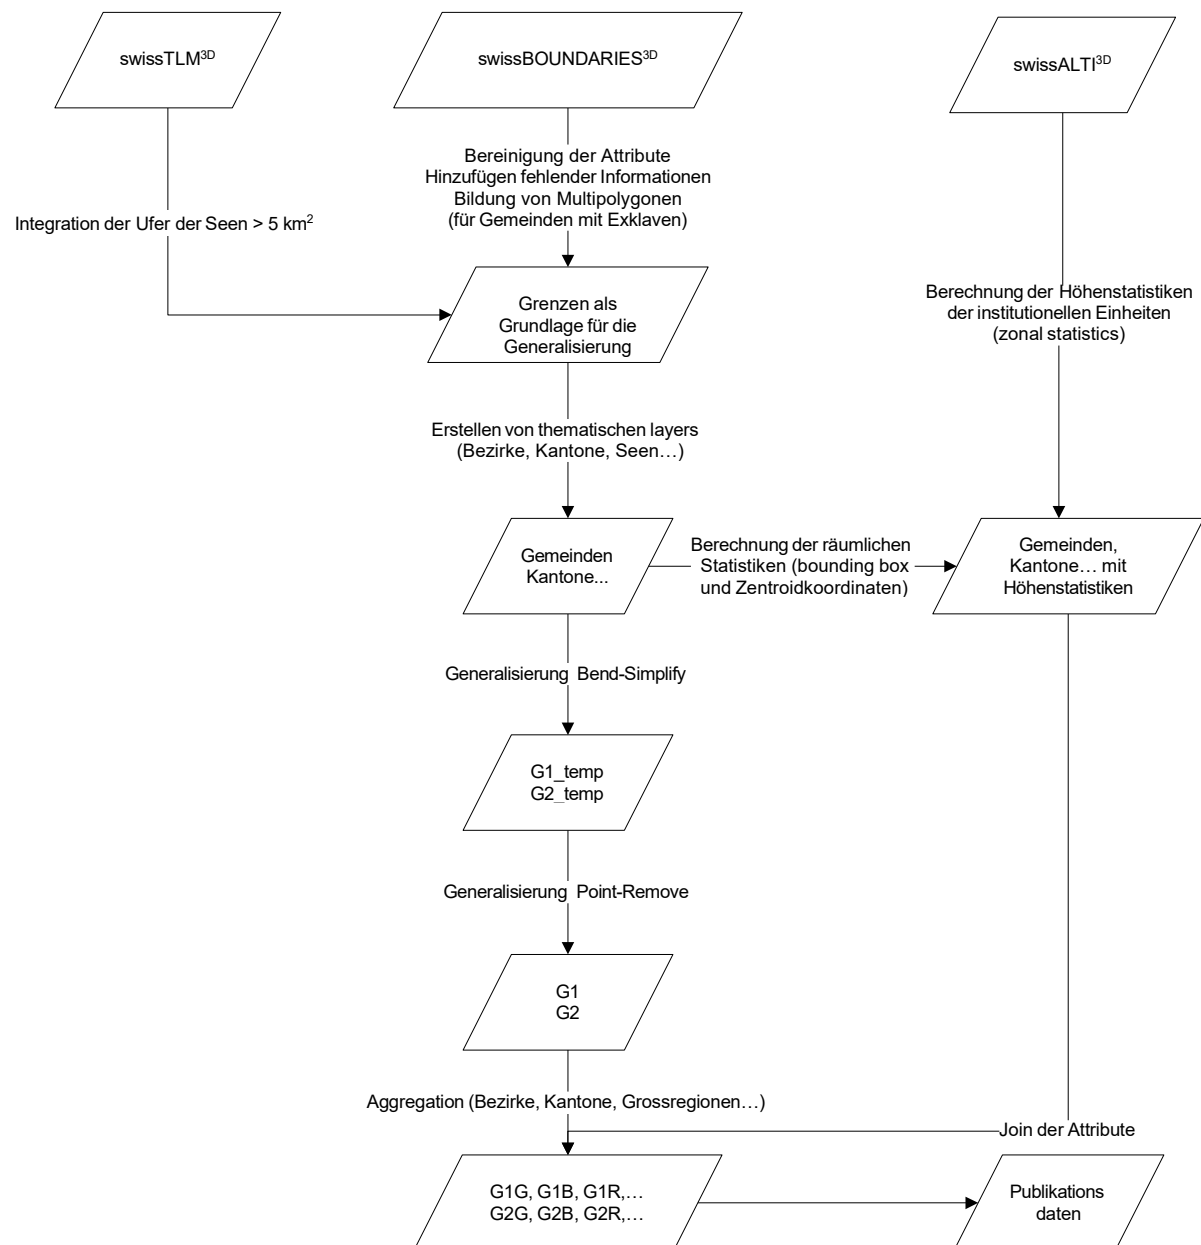 swissTLM3D
swissBOUNDARIES3D
swissALTI3D
Bereinigung der Attribute
Hinzufügen fehlender Informationen
Bildung von Multipolygonen
(für Gemeinden mit Exklaven)
Integration der Ufer der Seen > 5 km2
Grenzen als
Grundlage für die
Generalisierung
Berechnung der Höhenstatistiken
der institutionellen Einheiten
(zonal statistics)
Erstellen von thematischen layers
(Bezirke, Kantone, Seen…)
Gemeinden
Kantone...
Berechnung der räumlichen
Statistiken (bounding box
und Zentroidkoordinaten)
Gemeinden,
Kantone… mit
Höhenstatistiken
Generalisierung Bend-Simplify
G1_temp
G2_temp
Generalisierung Point-Remove
G1
G2
Aggregation (Bezirke, Kantone, Grossregionen…)
Join der Attribute
G1G, G1B, G1R,…
G2G, G2B, G2R,…
Publikations
daten